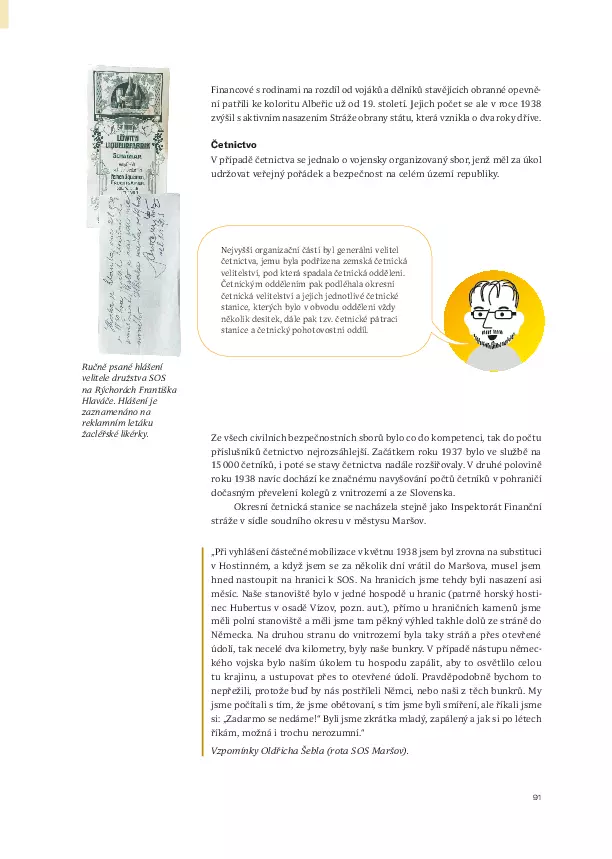 Financové s rodinami na rozdíl od vojáků a dělníků stavějících obranné opevně-
ní patřili ke koloritu Albeřic už od 19. století. Jejich počet se ale v roce 1938
zvýšil s aktivním nasazením Stráže obrany státu, která vznikla o dva roky dříve.
Četnictvo
V případě četnictva se jednalo o vojensky organizovaný sbor, jenž měl za úkol
udržovat veřejný pořádek a bezpečnost na celém území republiky.
LÖWIT'S
LIQUEURFABRIK
Nejvyšší organizační částí byl generální velitel
četnictva, jemu byla podřízena zemská četnická
velitelství, pod která spadala četnická oddělení.
Četnickým oddělením pak podléhala okresní
četnická velitelství a jejich jednotlivé četnické
stanice, kterých bylo v obvodu oddělení vždy
několik desítek, dále pak tzv. četnické pátrací
stanice a četnický pohotovostní oddíl.
Ručně psané hlášení
velitele družstva SOS
na Rýchorách Františka
Hlaváče. Hlášení je
zaznamenáno na
reklamním letáku
žacléřské likérky.
Ze všech civilních bezpečnostních sborů bylo co do kompetencí, tak do počtu
příslušníků četnictvo nejrozsáhlejší. Začátkem roku 1937 bylo ve službě na
15 000 četníků, i poté se stavy četnictva nadále rozšiřovaly. V druhé polovině
roku 1938 navíc dochází ke značnému navyšování počtů četníků v pohraničí
dočasným převelení kolegů z vnitrozemí a ze Slovenska.
Okresní četnická stanice se nacházela stejně jako Inspektorát Finanční
stráže v sídle soudního okresu v městysu Maršov.
„Při vyhlášení částečné mobilizace v květnu 1938 jsem byl zrovna na substituci
v Hostinném, a když jsem se za několik dní vrátil do Maršova, musel jsem
hned nastoupit na hranici k SOS. Na hranicích jsme tehdy byli nasazeni asi
měsíc. Naše stanoviště bylo v jedné hospodě u hranic (patrně horský hosti-
nec Hubertus v osadě Vízov, pozn. aut.), přímo u hraničních kamenů jsme
měli polní stanoviště a měli jsme tam pěkný výhled takhle dolů ze stráně do
Německa. Na druhou stranu do vnitrozemí byla taky stráň a přes otevřené
údolí, tak necelé dva kilometry, byly naše bunkry. V případě nástupu němec-
kého vojska bylo naším úkolem tu hospodu zapálit, aby to osvětlilo celou
tu krajinu, a ustupovat přes to otevřené údolí. Pravděpodobně bychom to
nepřežili, protože buď by nás postříleli Němci, nebo naši z těch bunkrů. My
jsme počítali s tím, že jsme obětovaní, s tím jsme byli smíření, ale říkali jsme
si: „Zadarmo se nedáme!“ Byli jsme zkrátka mladý, zapálený a jak si po létech
říkám, možná i trochu nerozumní.“
Vzpomínky Oldřicha Šebla (rota SOS Maršov).
91